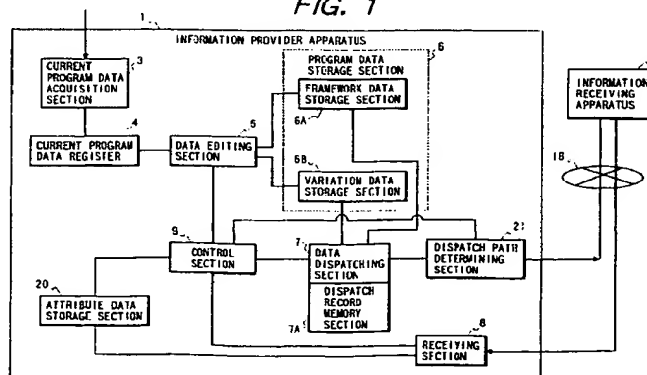 FIG. 1
1
INFORMATION PROVIDER APPARATUS
3
CURRENT
PROGRAM DATA
ACQUISITION
SECTION
6
PROGRAM DATA
STORAGE SECTION
FRAMEWORK DATA
STORAGE SECTION
6A
INFORMATION
RECEIVING
APPARATUS
4
CURRENT PROGRAM
DATA REGISTER
5
DATA EDITING
SECTION
6B
VARIATION DATA
STORAGE SECTION
18
9
CONTROL
SECTION
7
DATA
DISPATCHING
SECTION
DISPATCH
RECORD
MEMORY
SECTION
7A
21
DISPATCH PATH
DETERMINING
SECTION
20
ATTRIBUTE DATA
STORAGE SECTION
8
RECEIVING
SECTION